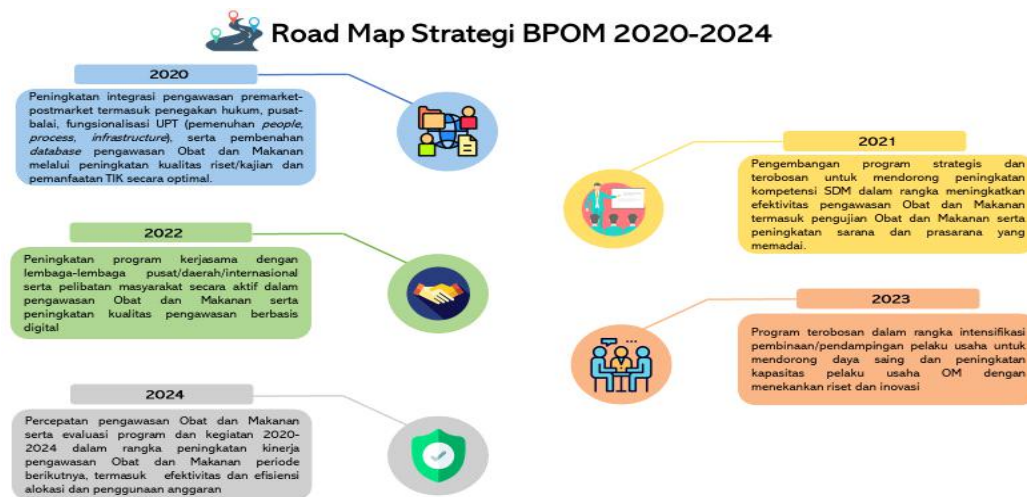 Road Map Strategi BPOM 2020-2024
2020
Peningkatan integrasi pengawasan premarket-
postmarket termasuk penegakan hukum, pusat-
balai, fungsionalisasi UPT (pemenuhan people,
process, infrastructure), serta pembenahan
database pengawasan Obat dan Makanan
melalui peningkatan kualitas riset/kajian dan
pemanfaatan TIK secara optimal.
2021
Pengembangan program strategis dan
terobosan untuk mendorong peningkatan
kompetensi SDM dalam rangka meningkatkan
efektivitas pengawasan Obat dan Makanan
termasuk pengujian Obat dan Makanan serta
peningkatan sarana dan prasarana yang
memadai.
2022
Peningkatan program kerjasama dengan
lembaga-lembaga pusat/daerah/internasional
serta pelibatan masyarakat secara aktif dalam
pengawasan Obat dan Makanan serta
peningkatan kualitas pengawasan berbasis
digital
2023
Program terobosan dalam rangka intensifikasi
pembinaan/pendampingan pelaku usaha untuk
mendorong daya saing dan peningkatan
kapasitas pelaku usaha OM dengan
menekankan riset dan inovasi
2024
Percepatan pengawasan Obat dan Makanan
serta evaluasi program dan kegiatan 2020-
2024 dalam rangka peningkatan kinerja
pengawasan Obat dan Makanan periode
berikutnya, termasuk efektivitas dan efisiensi
alokasi dan penggunaan anggaran